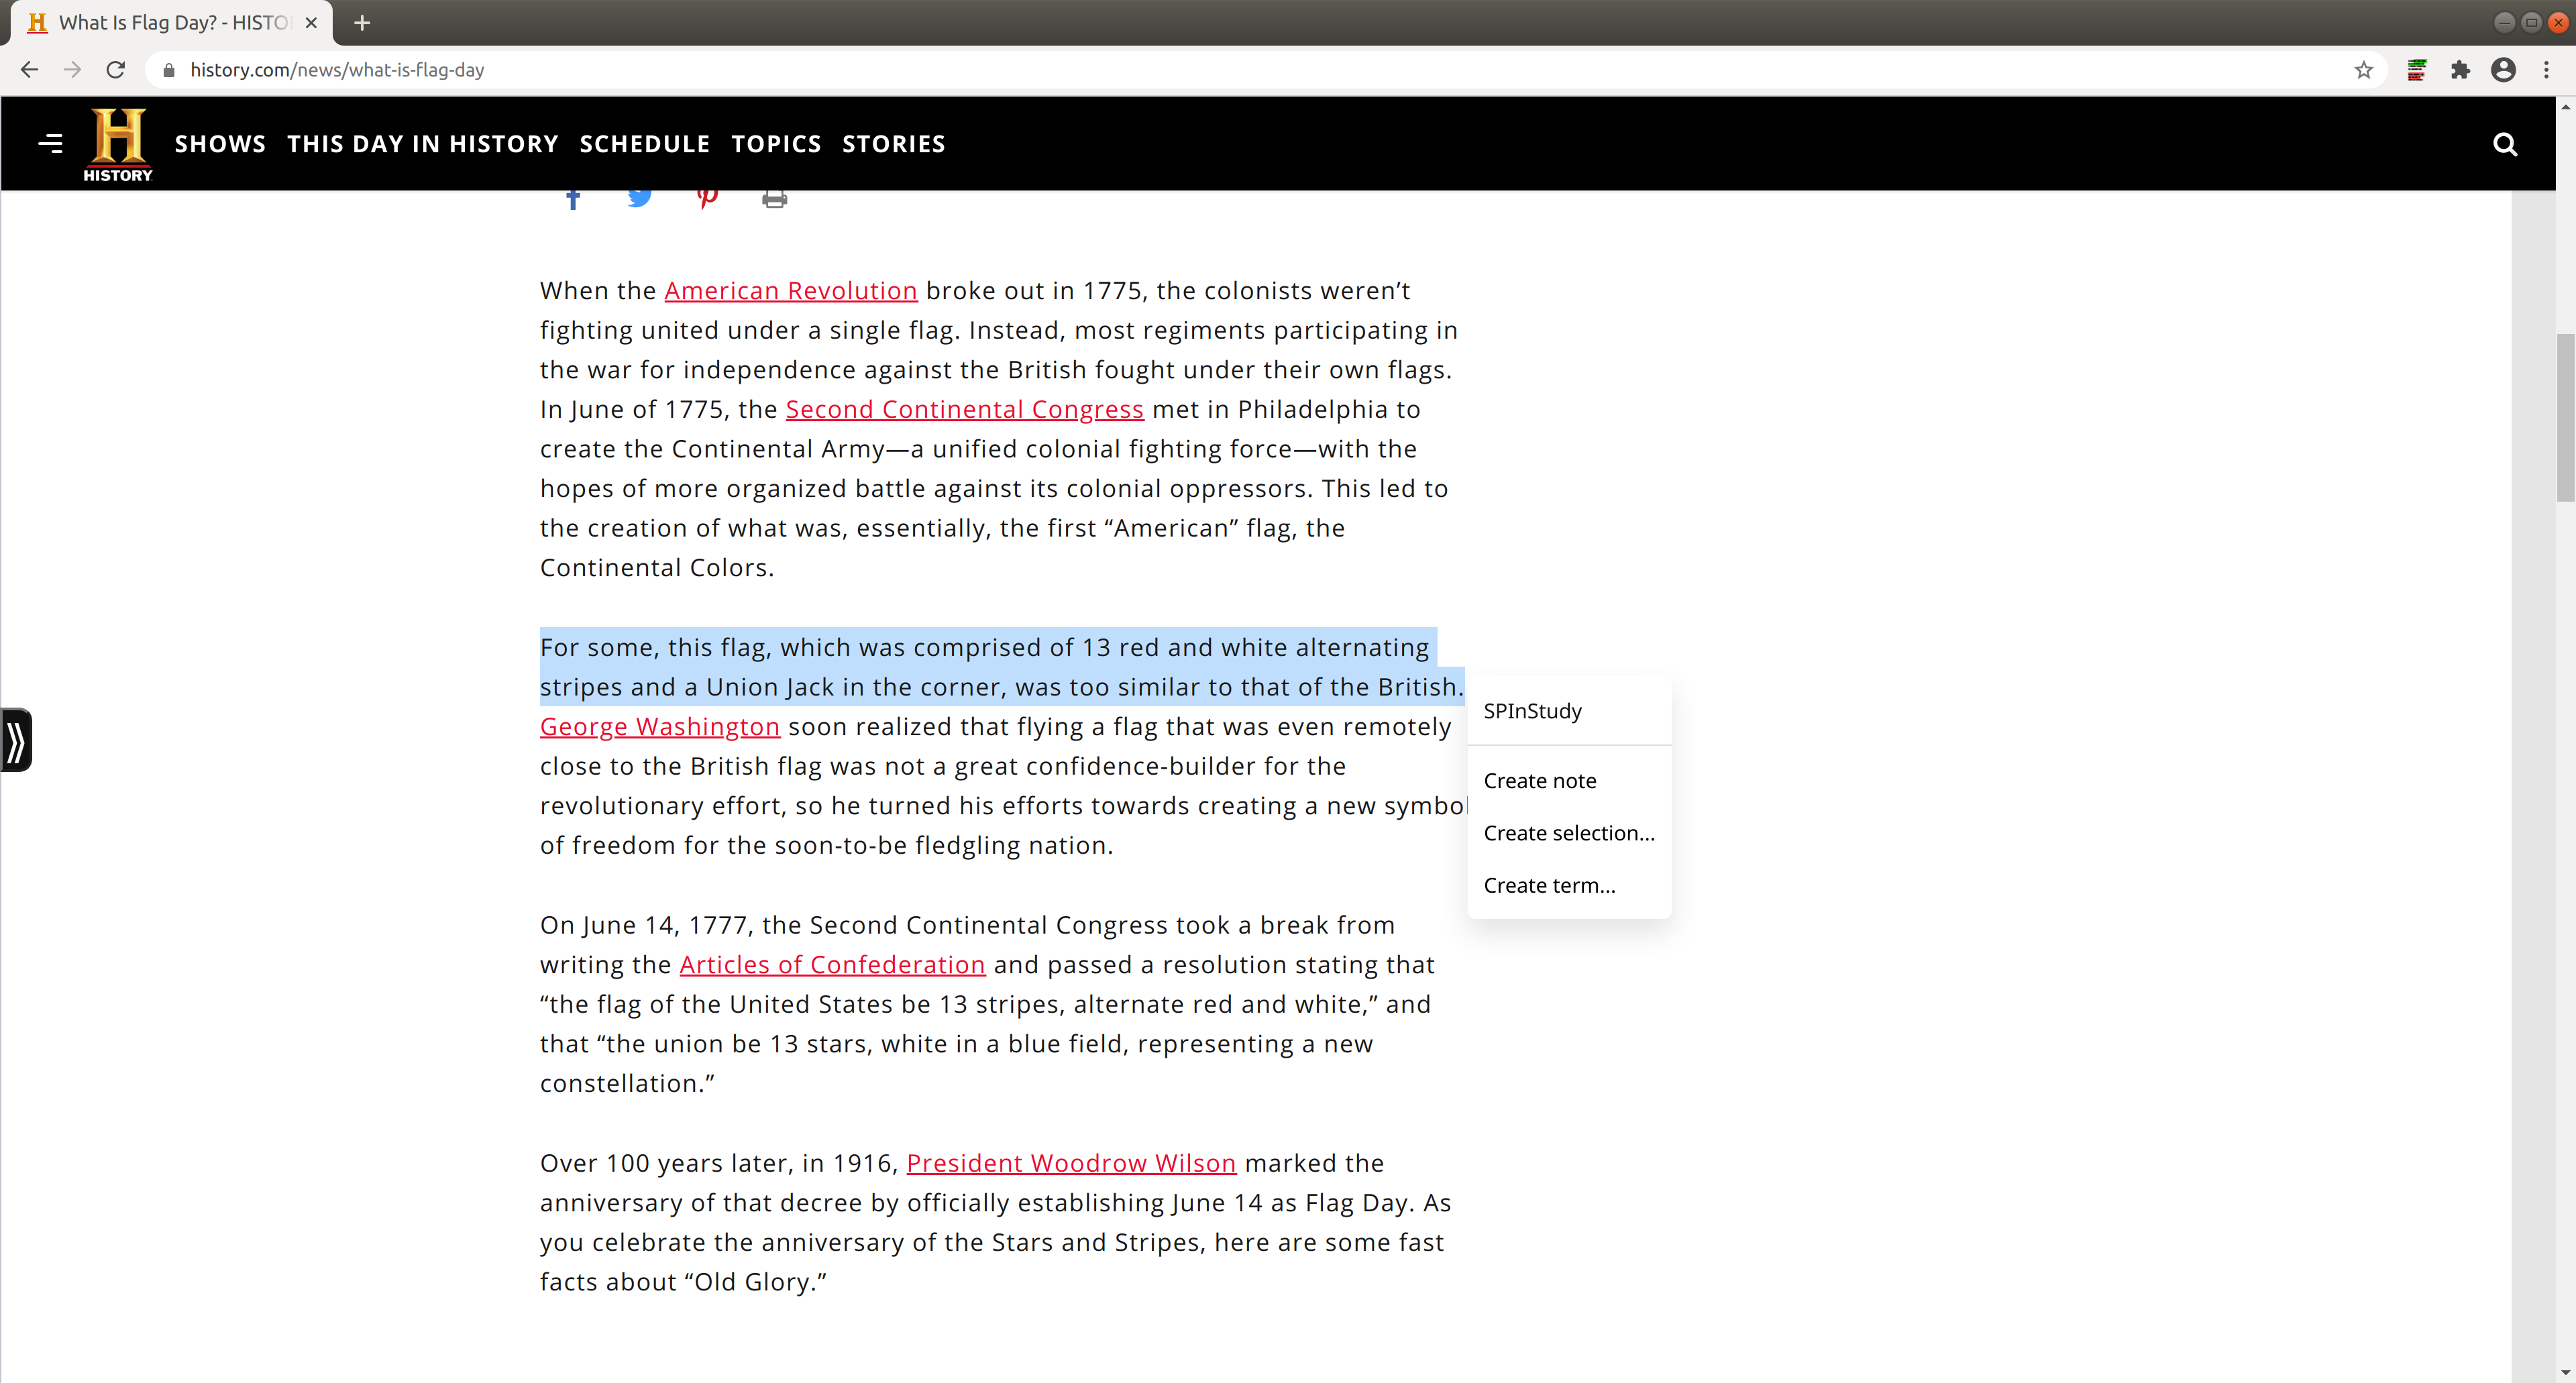 What Is Flag Day? - HISTO
history.com/news/what-is-flag-day
HISTORY
SHOWS THIS DAY IN HISTORY SCHEDULE TOPICS STORIES
When the American Revolution broke out in 1775, the colonists weren’t
fighting united under a single flag. Instead, most regiments participating in
the war for independence against the British fought under their own flags.
In June of 1775, the Second Continental Congress met in Philadelphia to
create the Continental Army—a unified colonial fighting force—with the
hopes of more organized battle against its colonial oppressors. This led to
the creation of what was, essentially, the first “American” flag, the
Continental Colors.
For some, this flag, which was comprised of 13 red and white alternating
stripes and a Union Jack in the corner, was too similar to that of the British.
George Washington soon realized that flying a flag that was even remotely
close to the British flag was not a great confidence-builder for the
revolutionary effort, so he turned his efforts towards creating a new symbol
of freedom for the soon-to-be fledgling nation.
On June 14, 1777, the Second Continental Congress took a break from
writing the Articles of Confederation and passed a resolution stating that
“the flag of the United States be 13 stripes, alternate red and white,” and
that “the union be 13 stars, white in a blue field, representing a new
constellation.”
Over 100 years later, in 1916, President Woodrow Wilson marked the
anniversary of that decree by officially establishing June 14 as Flag Day. As
you celebrate the anniversary of the Stars and Stripes, here are some fast
facts about “Old Glory.”
SPInStudy
Create note
Create selection...
Create term...